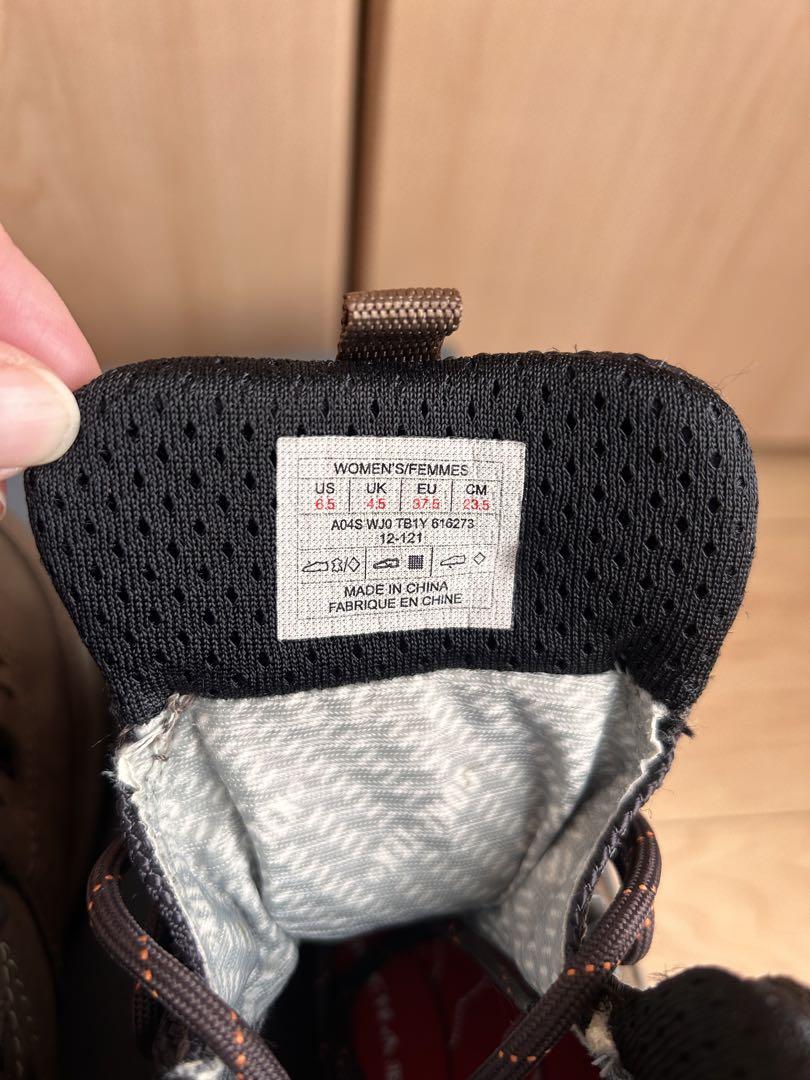 WOMEN'S/FEMMES
US UK EU CM
6.5 4.5 37.5 23.5
A04S WJ0 TB1Y 616273
12-121
MADE IN CHINA
FABRIQUE EN CHINE